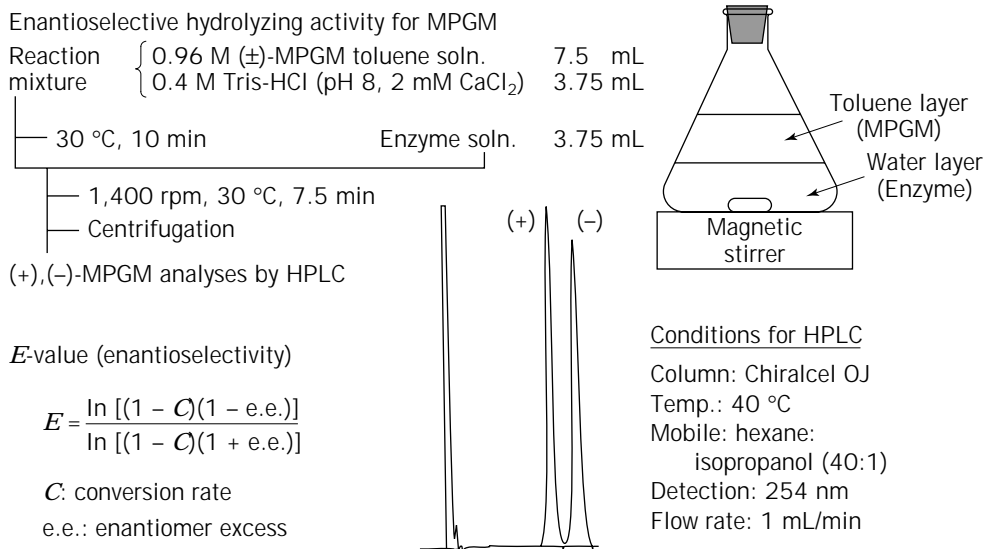 Enantioselective hydrolyzing activity for MPGM
Reaction mixture
0.96 M (±)-MPGM toluene soln. 7.5 mL
0.4 M Tris-HCl (pH 8, 2 mM CaCl₂) 3.75 mL
30 °C, 10 min Enzyme soln. 3.75 mL
1,400 rpm, 30 °C, 7.5 min
Centrifugation
(+),(–)-MPGM analyses by HPLC
Toluene layer
(MPGM)
Water layer
(Enzyme)
Magnetic
stirrer
(+) (–)
E-value (enantioselectivity)
E = ln [(1 – C)(1 – e.e.)] / ln [(1 – C)(1 + e.e.)]
C: conversion rate
e.e.: enantiomer excess
Conditions for HPLC
Column: Chiralcel OJ
Temp.: 40 °C
Mobile: hexane:
isopropanol (40:1)
Detection: 254 nm
Flow rate: 1 mL/min